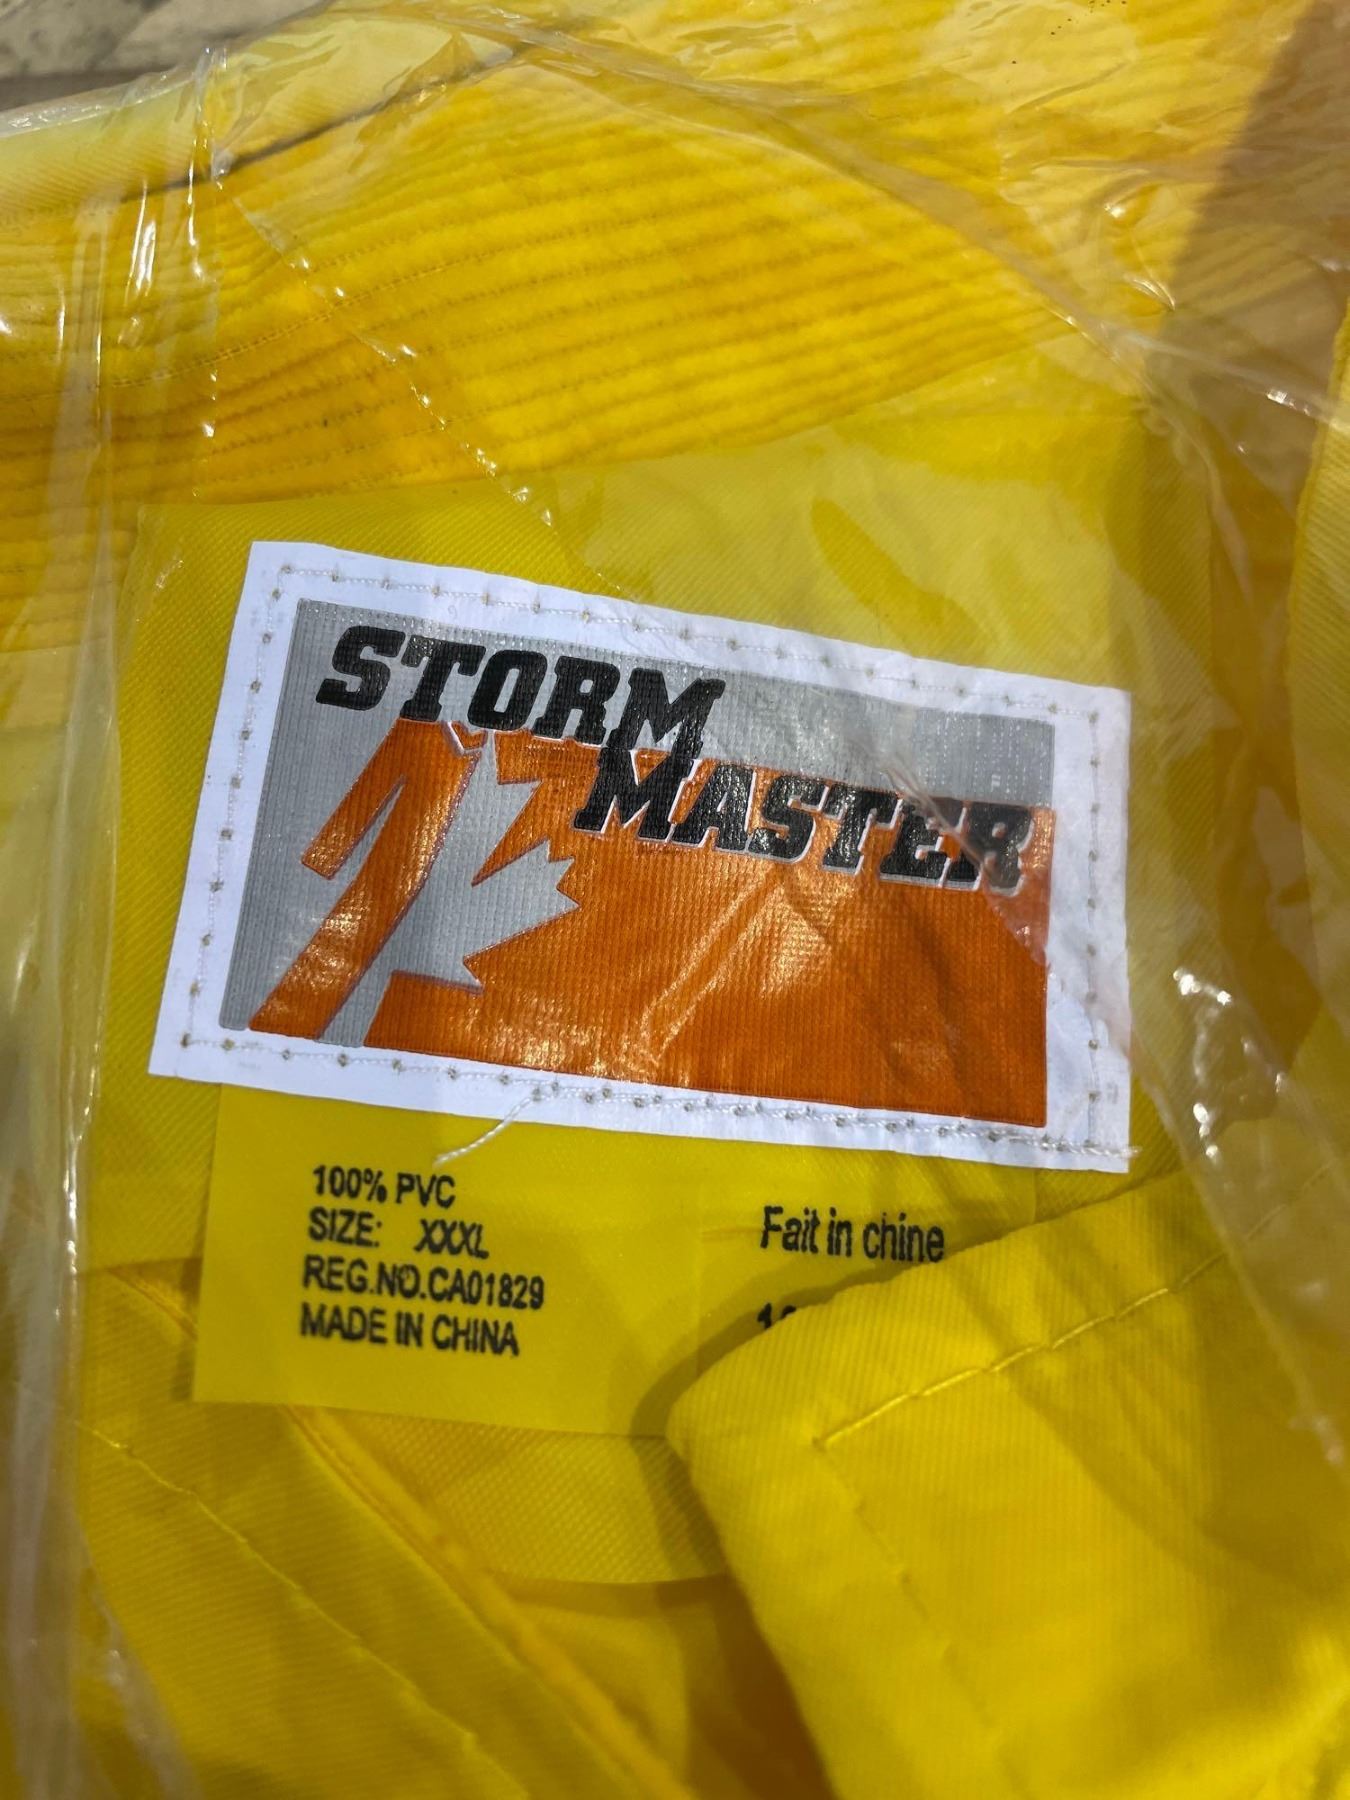 STORM
MASTER
100% PVC
SIZE: XXXL
REG.NO.CA01829
MADE IN CHINA
Fait in chine